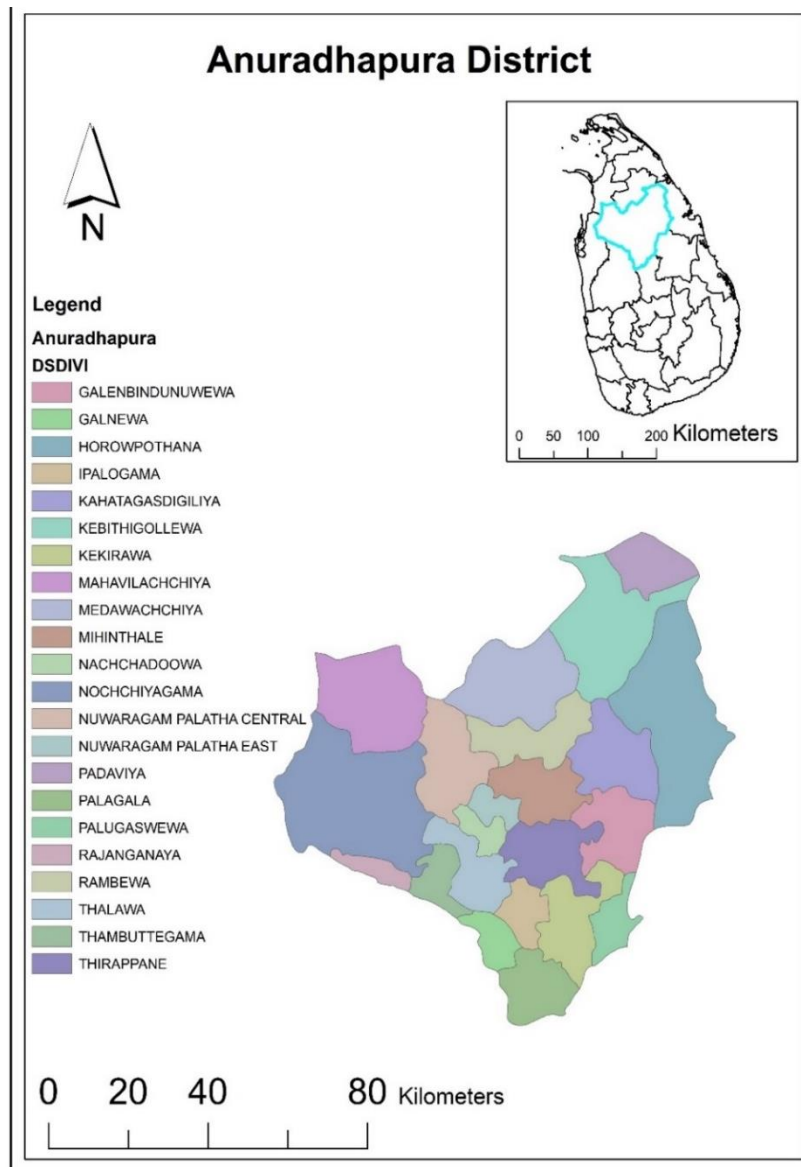 Anuradhapura District
N
0 50 100 200 Kilometers
Legend
Anuradhapura
DSDIVI
GALENBINDUNUWEWA
GALNEWA
HOROWPOTHANA
IPALOGAMA
KAHATAGASDIGILIYA
KEBITHIGOLLEWA
KEKIRAWA
MAHAVILACHCHIYA
MEDAWACHCHIYA
MIHINTHALE
NACHCHADOOWA
NOCHCHIYAGAMA
NUWARAGAM PALATHA CENTRAL
NUWARAGAM PALATHA EAST
PADAVIYA
PALAGALA
PALUGASWEWA
RAJANGANAYA
RAMBEWA
THALAWA
THAMBUTTEGAMA
THIRAPPANE
0 20 40 80 Kilometers